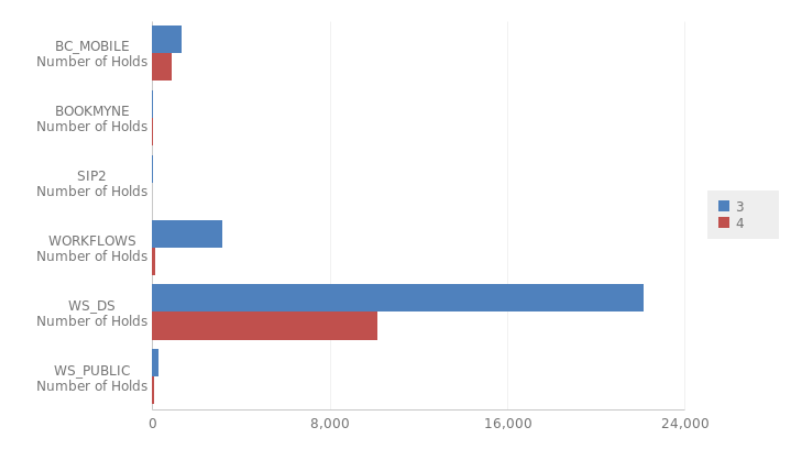 BC_MOBILE
Number of Holds
BOOKMYNE
Number of Holds
SIP2
Number of Holds
WORKFLOWS
Number of Holds
WS_DS
Number of Holds
WS_PUBLIC
Number of Holds
0 8,000 16,000 24,000
3
4